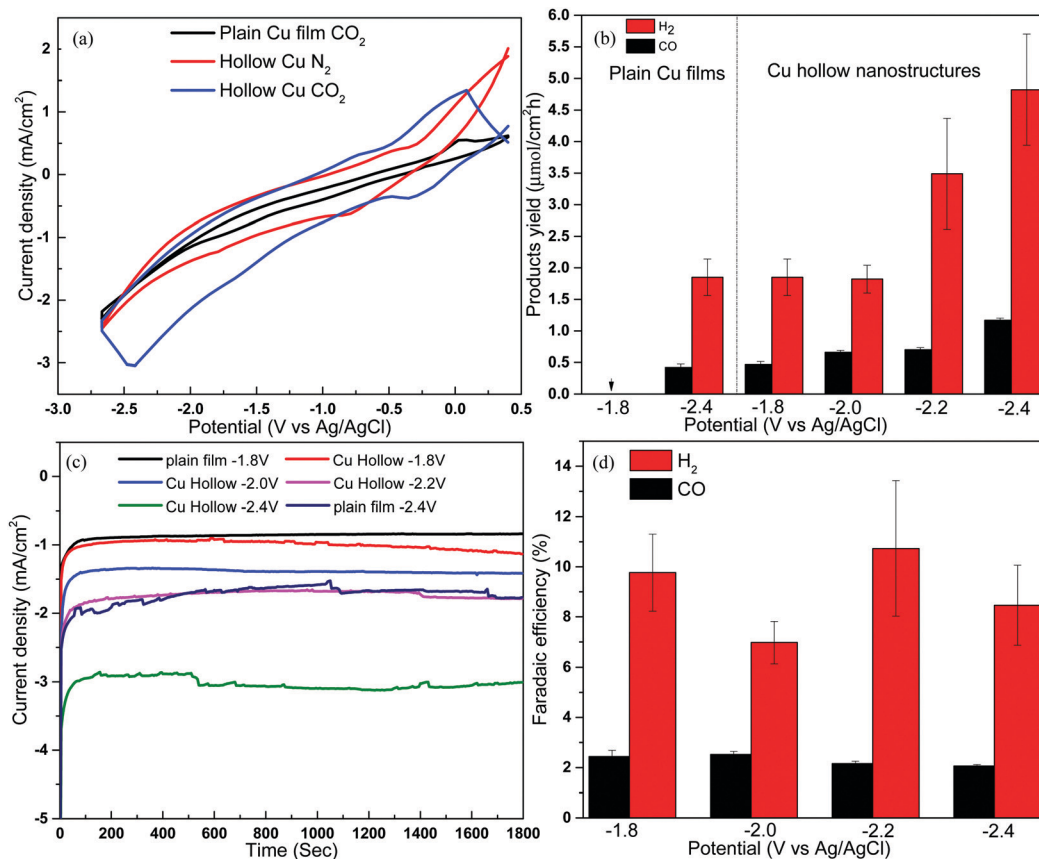 (a)
Plain Cu film CO₂
Hollow Cu N₂
Hollow Cu CO₂
Current density (mA/cm²)
2
1
0
-1
-2
-3
-3.0 -2.5 -2.0 -1.5 -1.0 -0.5 0.0 0.5
Potential (V vs Ag/AgCl)
(b)
H₂
CO
Plain Cu films
Cu hollow nanostructures
Products yield (µmol/cm²h)
6.0
5.5
5.0
4.5
4.0
3.5
3.0
2.5
2.0
1.5
1.0
0.5
0.0
-1.8 -2.4 -1.8 -2.0 -2.2 -2.4
Potential (V vs Ag/AgCl)
(c)
plain film -1.8V Cu Hollow -1.8V
Cu Hollow -2.0V Cu Hollow -2.2V
Cu Hollow -2.4V plain film -2.4V
Current density (mA/cm²)
0
-1
-2
-3
-4
-5
0 200 400 600 800 1000 1200 1400 1600 1800
Time (Sec)
(d)
H₂
CO
Faradaic efficiency (%)
14
12
10
8
6
4
2
0
-1.8 -2.0 -2.2 -2.4
Potential (V vs Ag/AgCl)